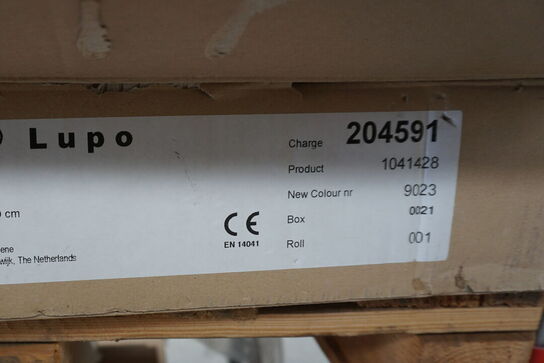 Lupo
Charge 204591
Product 1041428
New Colour nr 9023
cm
Box 0021
CE
EN 14041
Roll 001
ene
wijk, The Netherlands